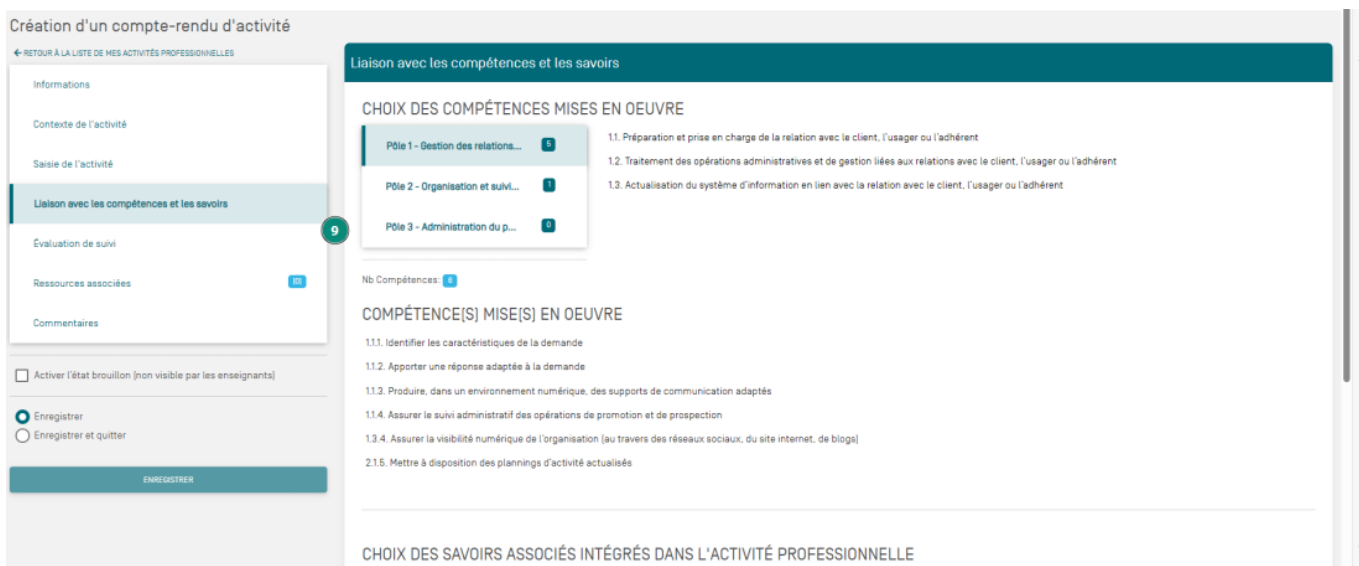 Création d'un compte-rendu d'activité
← RETOUR À LA LISTE DE MES ACTIVITÉS PROFESSIONNELLES
Informations
Contexte de l'activité
Saisie de l'activité
Liaison avec les compétences et les savoirs
Évaluation de suivi
Ressources associées [0]
Commentaires
Activer l'état brouillon (non visible par les enseignants)
Enregistrer
Enregistrer et quitter
ENREGISTRER
9
Liaison avec les compétences et les savoirs
CHOIX DES COMPÉTENCES MISES EN OEUVRE
Pôle 1 - Gestion des relations... 5
Pôle 2 - Organisation et suivi... 1
Pôle 3 - Administration du p... 0
1.1. Préparation et prise en charge de la relation avec le client, l'usager ou l'adhérent
1.2. Traitement des opérations administratives et de gestion liées aux relations avec le client, l'usager ou l'adhérent
1.3. Actualisation du système d'information en lien avec la relation avec le client, l'usager ou l'adhérent
Nb Compétences: 6
COMPÉTENCE(S) MISE(S) EN OEUVRE
1.1.1. Identifier les caractéristiques de la demande
1.1.2. Apporter une réponse adaptée à la demande
1.1.3. Produire, dans un environnement numérique, des supports de communication adaptés
1.1.4. Assurer le suivi administratif des opérations de promotion et de prospection
1.3.4. Assurer la visibilité numérique de l'organisation (au travers des réseaux sociaux, du site internet, de blogs)
2.1.5. Mettre à disposition des plannings d'activité actualisés
CHOIX DES SAVOIRS ASSOCIÉS INTÉGRÉS DANS L'ACTIVITÉ PROFESSIONNELLE